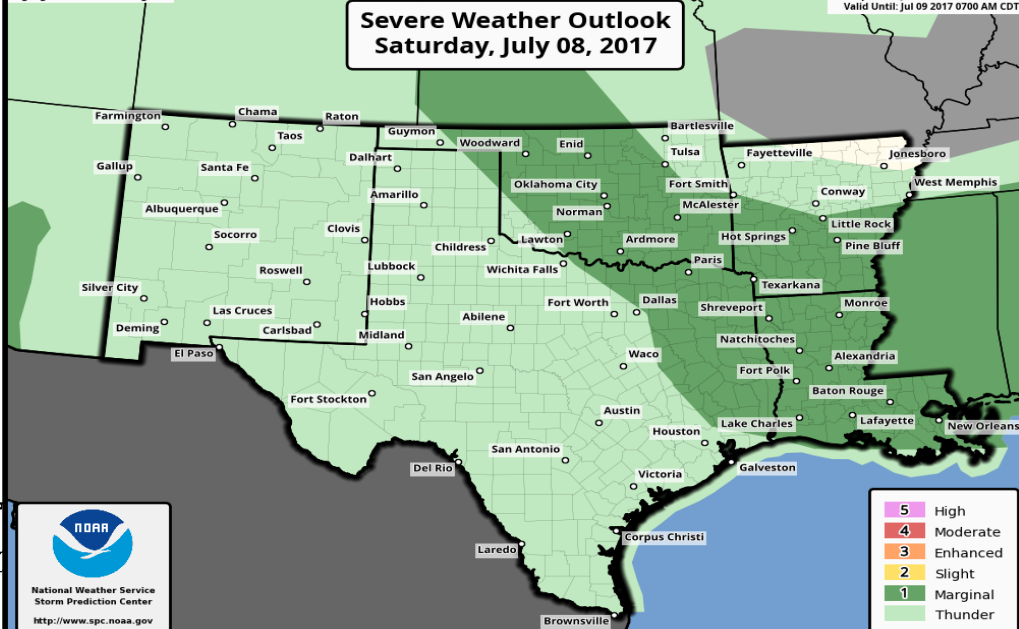 Severe Weather Outlook
Saturday, July 08, 2017
Valid Until: Jul 09 2017 0700 AM CDT
Farmington
Chama
Raton
Taos
Guymon
Woodward
Enid
Bartlesville
Tulsa
Fayetteville
Jonesboro
Gallup
Santa Fe
Dalhart
Oklahoma City
Fort Smith
Conway
West Memphis
Albuquerque
Amarillo
Norman
McAlester
Little Rock
Socorro
Clovis
Childress
Lawton
Ardmore
Hot Springs
Pine Bluff
Roswell
Lubbock
Wichita Falls
Paris
Texarkana
Silver City
Las Cruces
Hobbs
Fort Worth
Dallas
Shreveport
Monroe
Deming
Carlsbad
Midland
Abilene
Natchitoches
El Paso
Waco
Alexandria
San Angelo
Fort Polk
Fort Stockton
Baton Rouge
Austin
Lake Charles
Lafayette
New Orleans
Houston
San Antonio
Del Rio
Victoria
Galveston
Corpus Christi
Laredo
Brownsville
NOAA
National Weather Service
Storm Prediction Center
http://www.spc.noaa.gov
5 High
4 Moderate
3 Enhanced
2 Slight
1 Marginal
Thunder